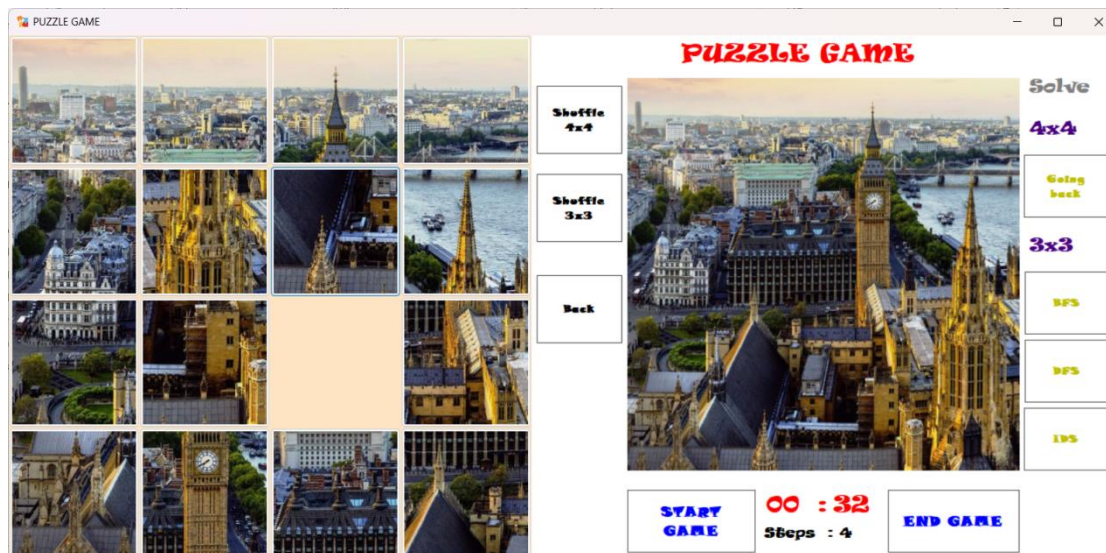 PUZZLE GAME
PUZZLE GAME
Shuffle
4x4
Shuffle
3x3
Back
Solve
4x4
Going
back
3x3
BFS
DFS
IDS
START
GAME
00 : 32
Steps : 4
END GAME